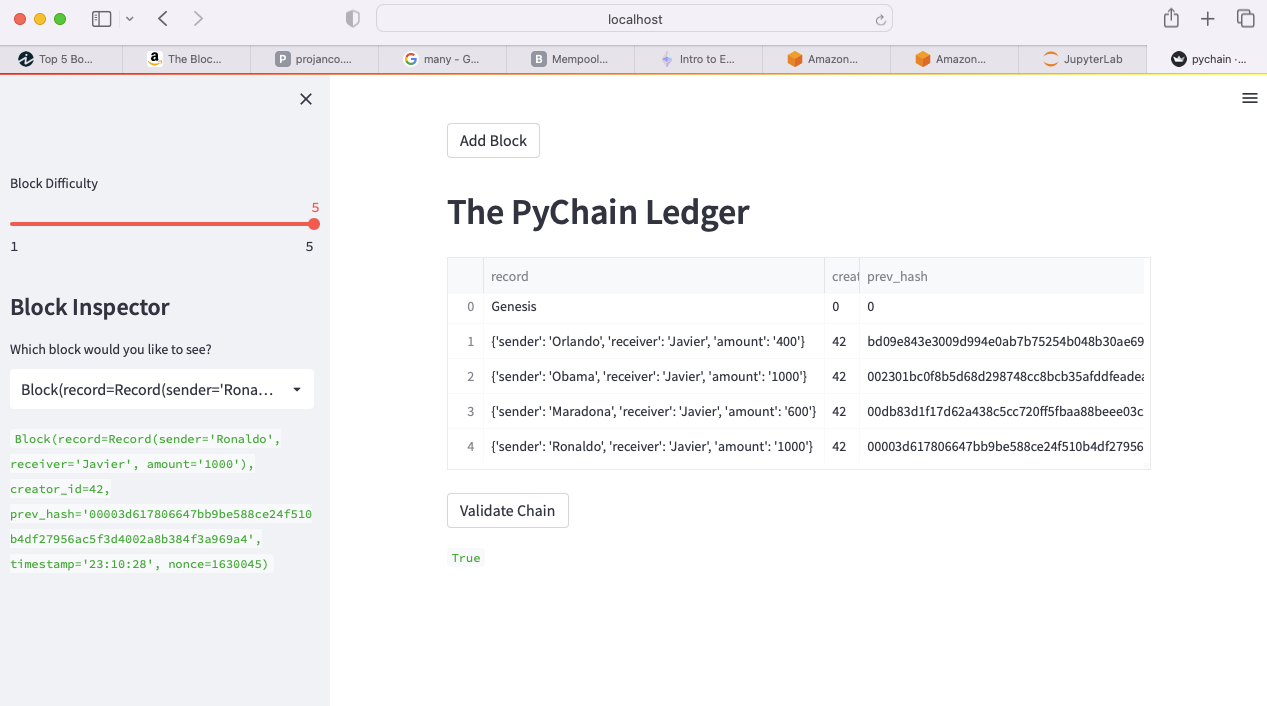 localhost
Top 5 Bo...
The Bloc...
projanco....
many - G...
Mempool...
Intro to E...
Amazon...
Amazon...
JupyterLab
pychain ·...
Block Difficulty
5
1
5
Block Inspector
Which block would you like to see?
Block(record=Record(sender='Rona...
Block(record=Record(sender='Ronaldo',
receiver='Javier', amount='1000'),
creator_id=42,
prev_hash='00003d617806647bb9be588ce24f510
b4df27956ac5f3d4002a8b384f3a969a4',
timestamp='23:10:28', nonce=1630045)
Add Block
The PyChain Ledger
record creat prev_hash
0 Genesis 0 0
1 {'sender': 'Orlando', 'receiver': 'Javier', 'amount': '400'} 42 bd09e843e3009d994e0ab7b75254b048b30ae69
2 {'sender': 'Obama', 'receiver': 'Javier', 'amount': '1000'} 42 002301bc0f8b5d68d298748cc8bcb35afddfeadea
3 {'sender': 'Maradona', 'receiver': 'Javier', 'amount': '600'} 42 00db83d1f17d62a438c5cc720ff5fbaa88beee03c
4 {'sender': 'Ronaldo', 'receiver': 'Javier', 'amount': '1000'} 42 00003d617806647bb9be588ce24f510b4df27956
Validate Chain
True